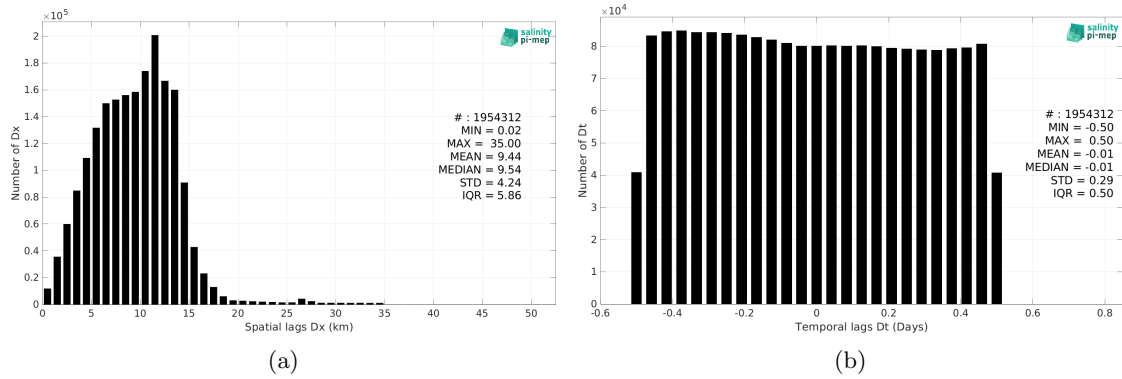 ×10⁵
2
1.8
1.6
1.4
1.2
1
0.8
0.6
0.4
0.2
0
Number of Dx
salinity
pi-mep
# : 1954312
MIN = 0.02
MAX = 35.00
MEAN = 9.44
MEDIAN = 9.54
STD = 4.24
IQR = 5.86
0 5 10 15 20 25 30 35 40 45 50
Spatial lags Dx (km)
(a)
×10⁴
9
8
7
6
5
4
3
2
1
0
Number of Dt
salinity
pi-mep
# : 1954312
MIN = -0.50
MAX = 0.50
MEAN = -0.01
MEDIAN = -0.01
STD = 0.29
IQR = 0.50
-0.6 -0.4 -0.2 0 0.2 0.4 0.6 0.8
Temporal lags Dt (Days)
(b)